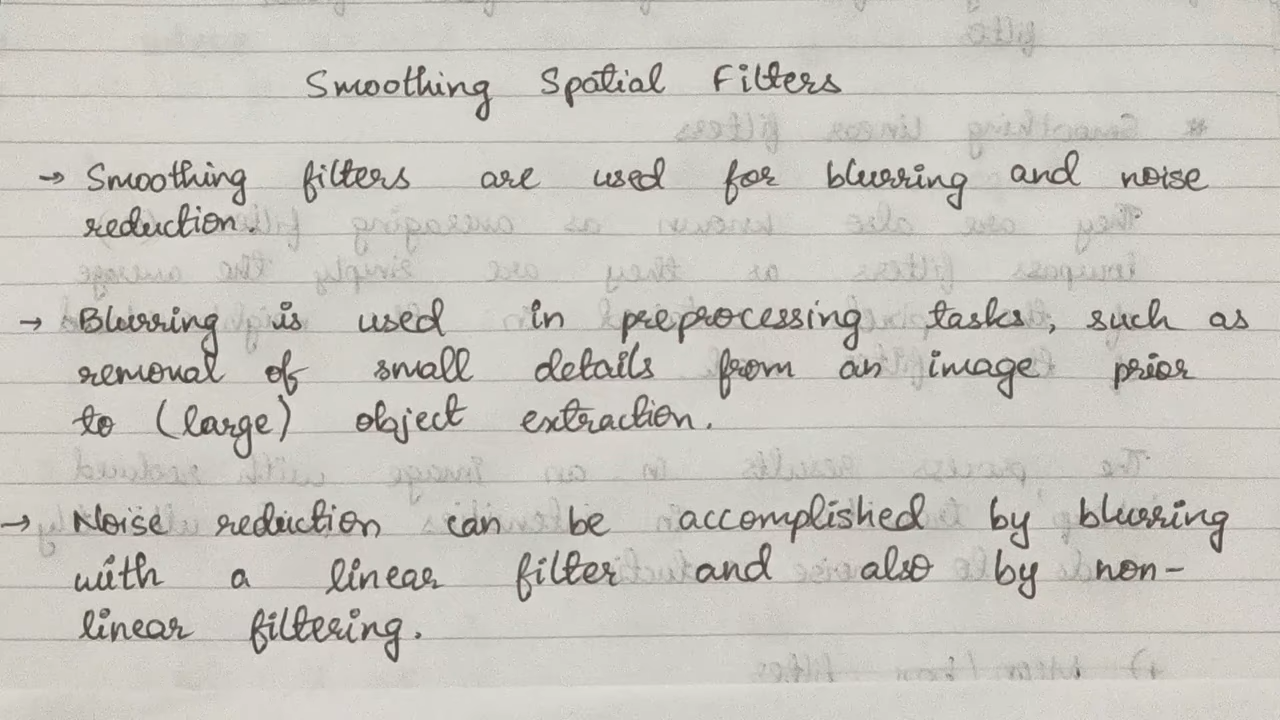 Smoothing Spatial Filters
→ Smoothing filters are used for blurring and noise
reduction.
→ Blurring is used in preprocessing tasks, such as
removal of small details from an image prior
to (large) object extraction.
→ Noise reduction can be accomplished by blurring
with a linear filter and also by non-
linear filtering.